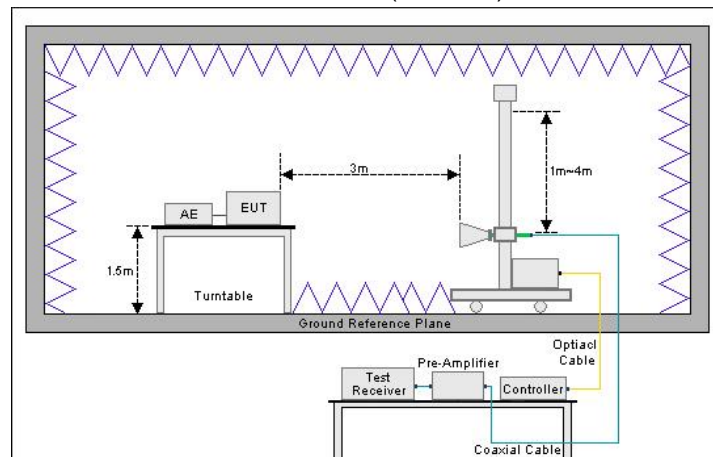 3m
1m~4m
AE
EUT
1.5m
Turntable
Ground Reference Plane
Optiacl
Cable
Pre-Amplifier
Test
Receiver
Controller
Coaxial Cable